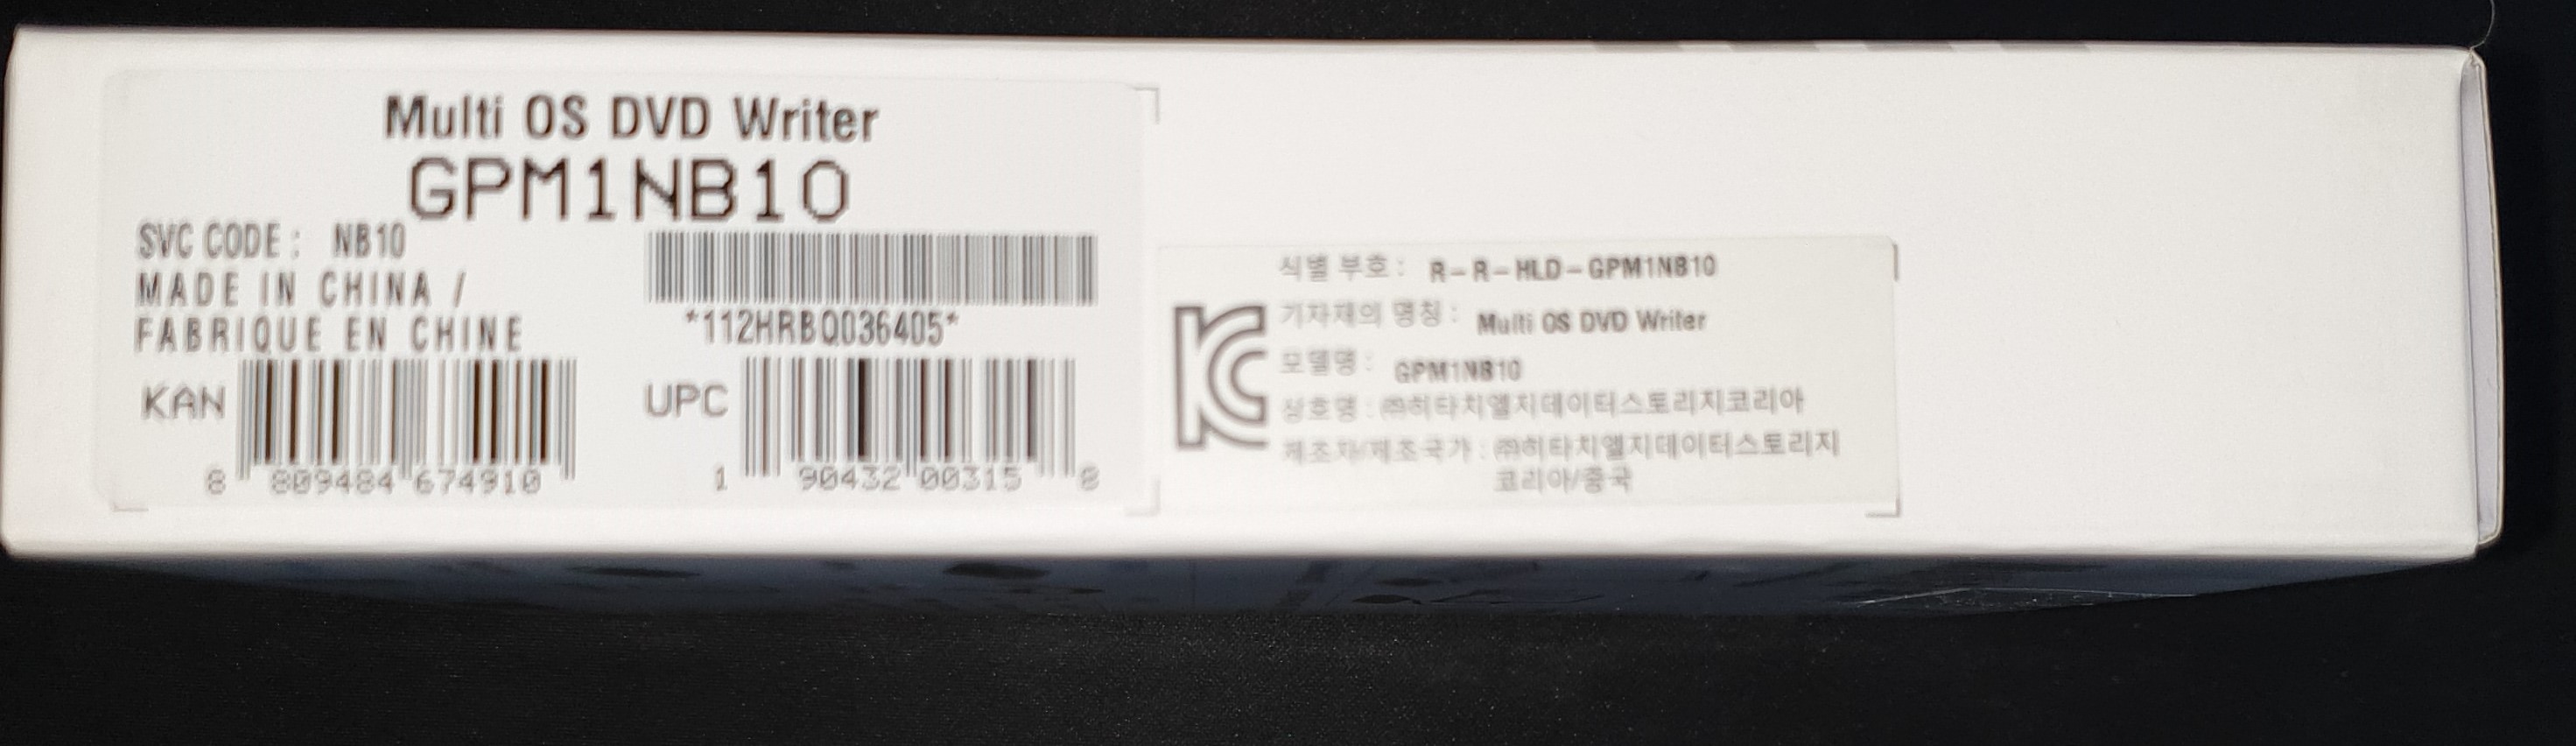 Multi OS DVD Writer
GPM1NB10
SVC CODE : NB10
MADE IN CHINA /
FABRIQUE EN CHINE
*112HRBQ036405*
KAN
8 809484 674910
UPC
1 90432 00315 8
식별 부호 : R-R-HLD-GPM1NB10
기자재의 명칭 : Multi OS DVD Writer
모델명 : GPM1NB10
상호명 : ㈜히타치엘지데이터스토리지코리아
제조자/제조국가 : ㈜히타치엘지데이터스토리지
코리아/중국